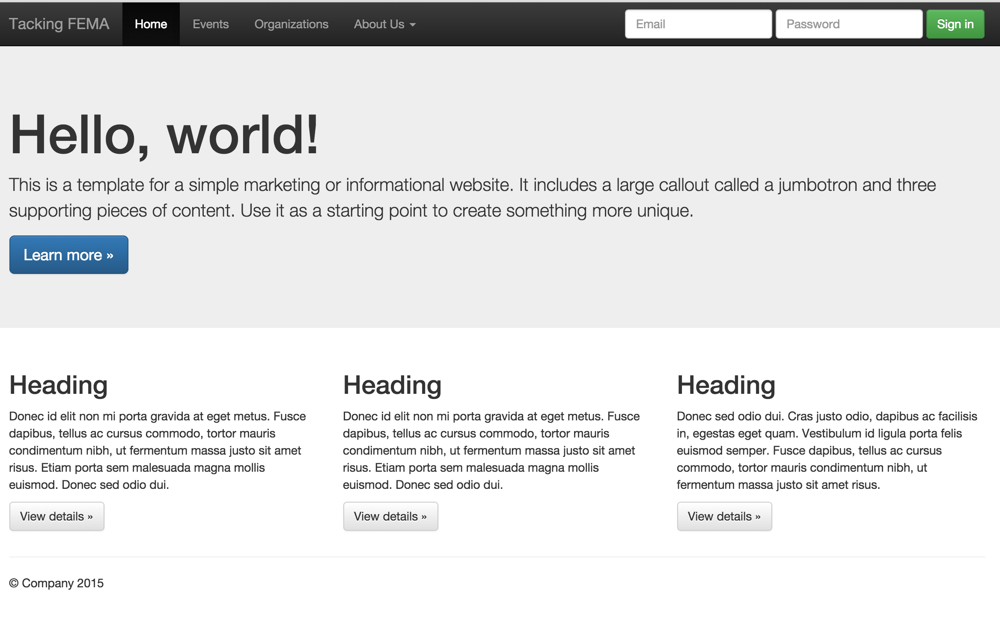 Tacking FEMA Home Events Organizations About Us Email Password Sign in
Hello, world!
This is a template for a simple marketing or informational website. It includes a large callout called a jumbotron and three
supporting pieces of content. Use it as a starting point to create something more unique.
Learn more »
Heading
Donec id elit non mi porta gravida at eget metus. Fusce
dapibus, tellus ac cursus commodo, tortor mauris
condimentum nibh, ut fermentum massa justo sit amet
risus. Etiam porta sem malesuada magna mollis
euismod. Donec sed odio dui.
View details »
Heading
Donec id elit non mi porta gravida at eget metus. Fusce
dapibus, tellus ac cursus commodo, tortor mauris
condimentum nibh, ut fermentum massa justo sit amet
risus. Etiam porta sem malesuada magna mollis
euismod. Donec sed odio dui.
View details »
Heading
Donec sed odio dui. Cras justo odio, dapibus ac facilisis
in, egestas eget quam. Vestibulum id ligula porta felis
euismod semper. Fusce dapibus, tellus ac cursus
commodo, tortor mauris condimentum nibh, ut
fermentum massa justo sit amet risus.
View details »
© Company 2015